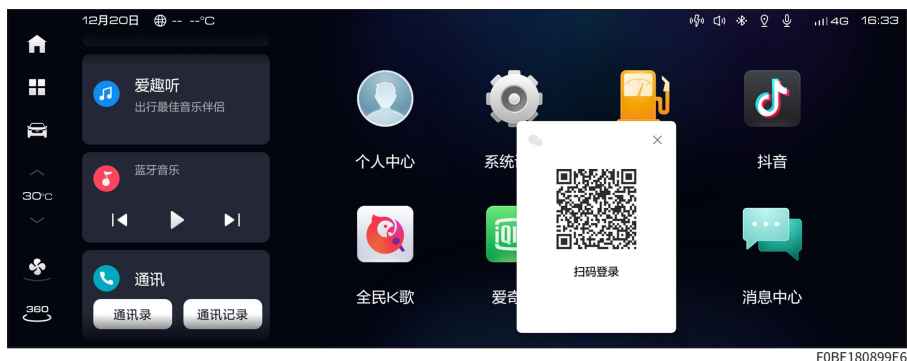 12月20日 -- --°C
4G 16:33
爱趣听
出行最佳音乐伴侣
蓝牙音乐
30°C
通讯
通讯录 通讯记录
360
个人中心
系统
抖音
全民K歌
爱奇
消息中心
扫码登录
F0BE180899E6